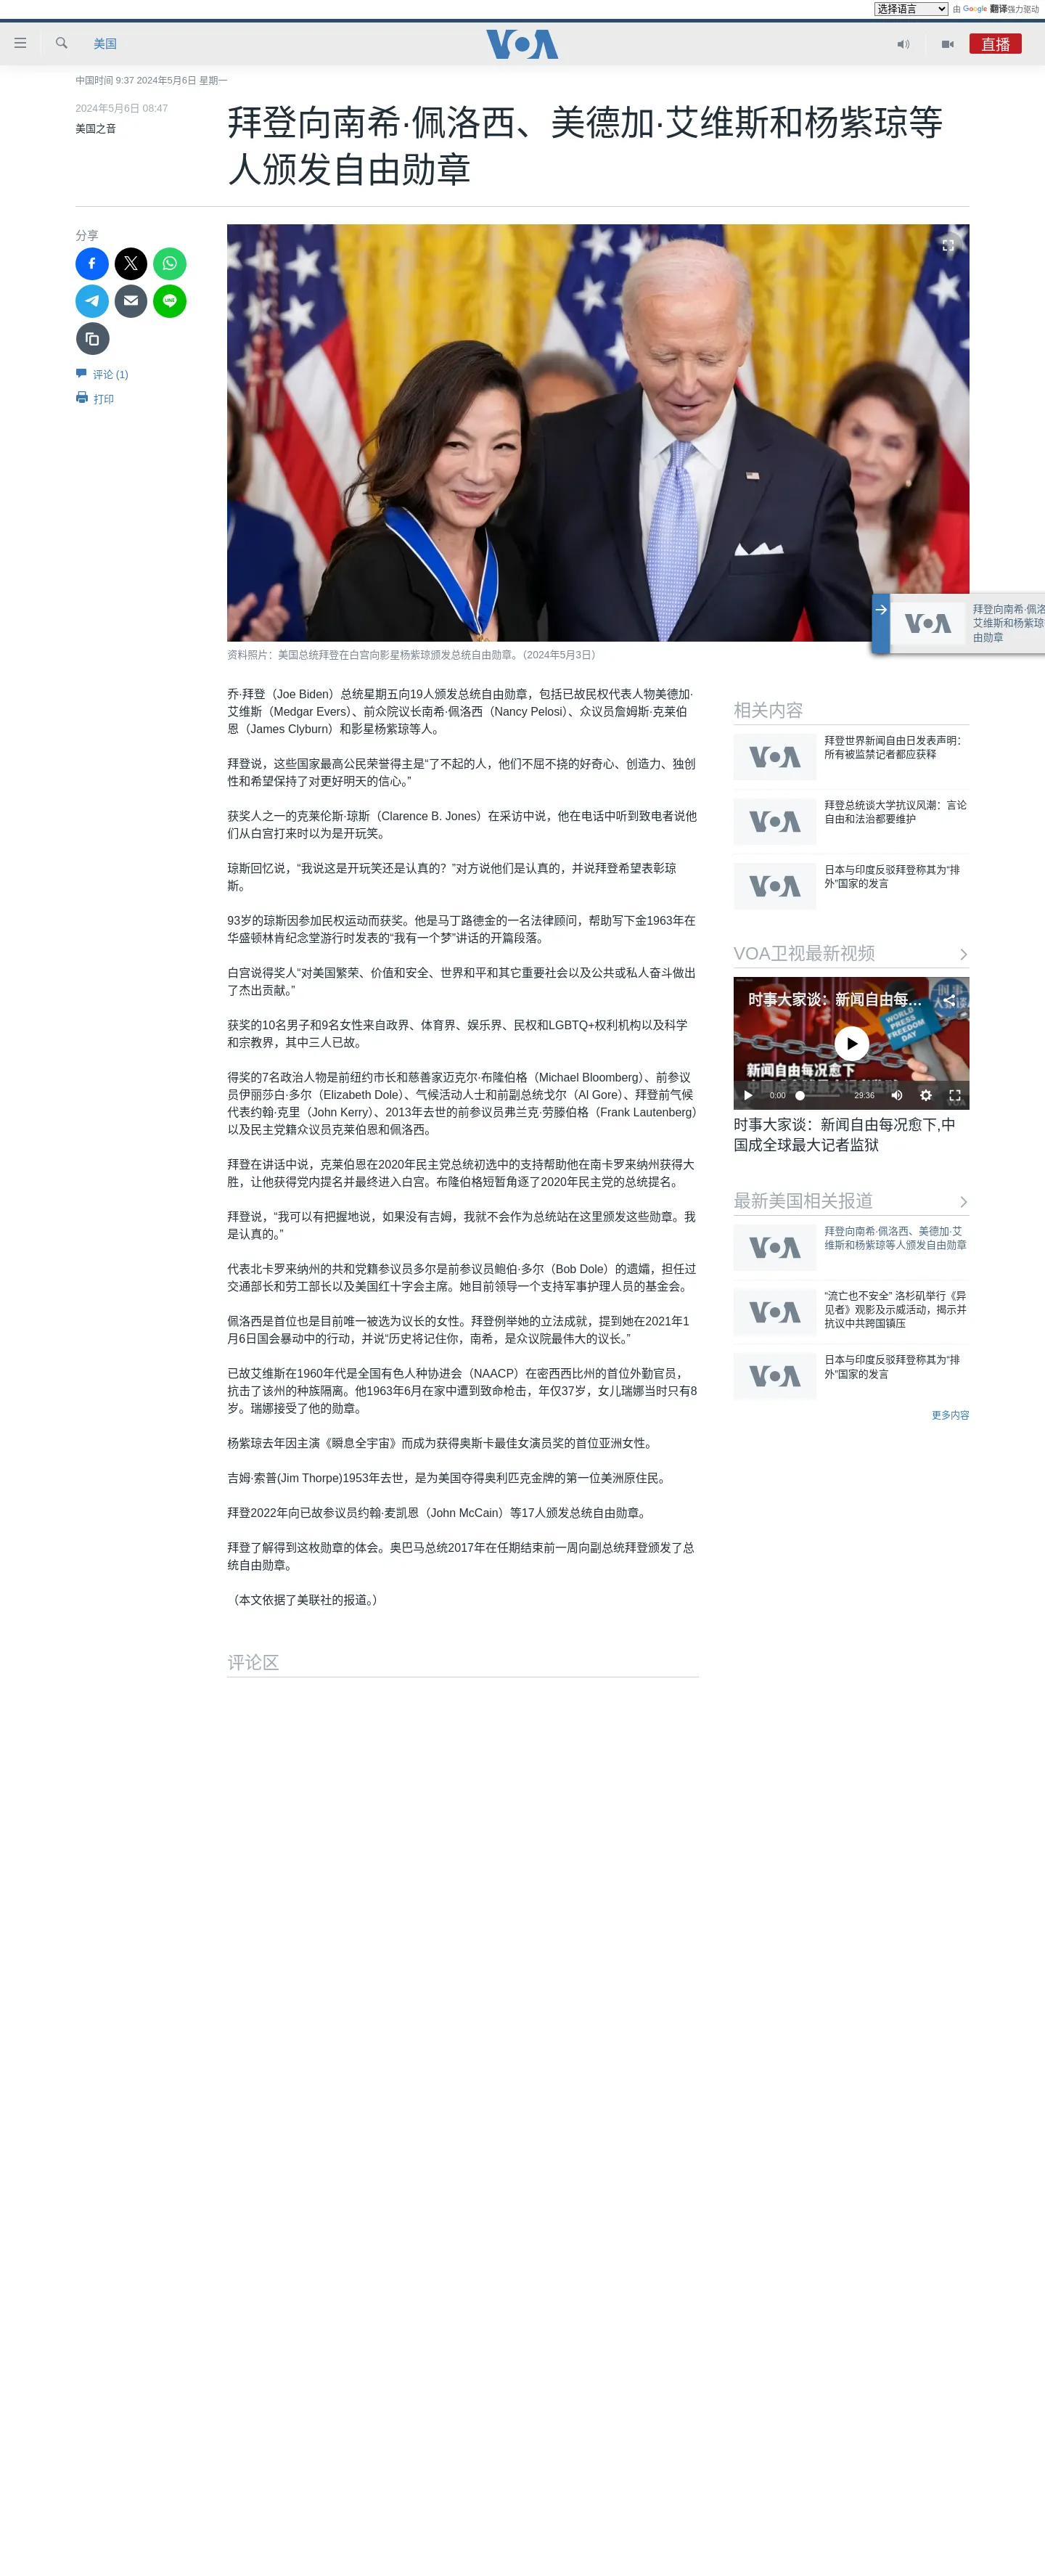 选择语言 由 Google 翻译强力驱动
美国
VOA
直播
中国时间 9:37 2024年5月6日 星期一
2024年5月6日 08:47
美国之音
拜登向南希·佩洛西、美德加·艾维斯和杨紫琼等
人颁发自由勋章
分享
评论 (1)
打印
资料照片：美国总统拜登在白宫向影星杨紫琼颁发总统自由勋章。（2024年5月3日）
VOA
拜登向南希·佩洛
艾维斯和杨紫琼
由勋章
乔·拜登（Joe Biden）总统星期五向19人颁发总统自由勋章，包括已故民权代表人物美德加·
艾维斯（Medgar Evers）、前众院议长南希·佩洛西（Nancy Pelosi）、众议员詹姆斯·克莱伯
恩（James Clyburn）和影星杨紫琼等人。
拜登说，这些国家最高公民荣誉得主是“了不起的人，他们不屈不挠的好奇心、创造力、独创
性和希望保持了对更好明天的信心。”
获奖人之一的克莱伦斯·琼斯（Clarence B. Jones）在采访中说，他在电话中听到致电者说他
们从白宫打来时以为是开玩笑。
琼斯回忆说，“我说这是开玩笑还是认真的？”对方说他们是认真的，并说拜登希望表彰琼
斯。
93岁的琼斯因参加民权运动而获奖。他是马丁路德金的一名法律顾问，帮助写下金1963年在
华盛顿林肯纪念堂游行时发表的“我有一个梦”讲话的开篇段落。
白宫说得奖人“对美国繁荣、价值和安全、世界和平和其它重要社会以及公共或私人奋斗做出
了杰出贡献。”
获奖的10名男子和9名女性来自政界、体育界、娱乐界、民权和LGBTQ+权利机构以及科学
和宗教界，其中三人已故。
得奖的7名政治人物是前纽约市长和慈善家迈克尔·布隆伯格（Michael Bloomberg）、前参议
员伊丽莎白·多尔（Elizabeth Dole）、气候活动人士和前副总统戈尔（Al Gore）、拜登前气候
代表约翰·克里（John Kerry）、2013年去世的前参议员弗兰克·劳滕伯格（Frank Lautenberg）
以及民主党籍众议员克莱伯恩和佩洛西。
拜登在讲话中说，克莱伯恩在2020年民主党总统初选中的支持帮助他在南卡罗来纳州获得大
胜，让他获得党内提名并最终进入白宫。布隆伯格短暂角逐了2020年民主党的总统提名。
拜登说，“我可以有把握地说，如果没有吉姆，我就不会作为总统站在这里颁发这些勋章。我
是认真的。”
代表北卡罗来纳州的共和党籍参议员多尔是前参议员鲍伯·多尔（Bob Dole）的遗孀，担任过
交通部长和劳工部长以及美国红十字会主席。她目前领导一个支持军事护理人员的基金会。
佩洛西是首位也是目前唯一被选为议长的女性。拜登例举她的立法成就，提到她在2021年1
月6日国会暴动中的行动，并说“历史将记住你，南希，是众议院最伟大的议长。”
已故艾维斯在1960年代是全国有色人种协进会（NAACP）在密西西比州的首位外勤官员，
抗击了该州的种族隔离。他1963年6月在家中遭到致命枪击，年仅37岁，女儿瑞娜当时只有8
岁。瑞娜接受了他的勋章。
杨紫琼去年因主演《瞬息全宇宙》而成为获得奥斯卡最佳女演员奖的首位亚洲女性。
吉姆·索普(Jim Thorpe)1953年去世，是为美国夺得奥利匹克金牌的第一位美洲原住民。
拜登2022年向已故参议员约翰·麦凯恩（John McCain）等17人颁发总统自由勋章。
拜登了解得到这枚勋章的体会。奥巴马总统2017年在任期结束前一周向副总统拜登颁发了总
统自由勋章。
（本文依据了美联社的报道。）
评论区
相关内容
VOA
拜登世界新闻自由日发表声明：
所有被监禁记者都应获释
VOA
拜登总统谈大学抗议风潮：言论
自由和法治都要维护
VOA
日本与印度反驳拜登称其为“排
外”国家的发言
VOA卫视最新视频
时事大家谈：新闻自由每...
时事
大家谈
WORLD
PRESS
FREEDOM
DAY
新闻自由每况愈下
中国成全球最大记者监狱
0:00 29:36
VOA
时事大家谈：新闻自由每况愈下,中
国成全球最大记者监狱
最新美国相关报道
VOA
拜登向南希·佩洛西、美德加·艾
维斯和杨紫琼等人颁发自由勋章
VOA
“流亡也不安全” 洛杉矶举行《异
见者》观影及示威活动，揭示并
抗议中共跨国镇压
VOA
日本与印度反驳拜登称其为“排
外”国家的发言
更多内容